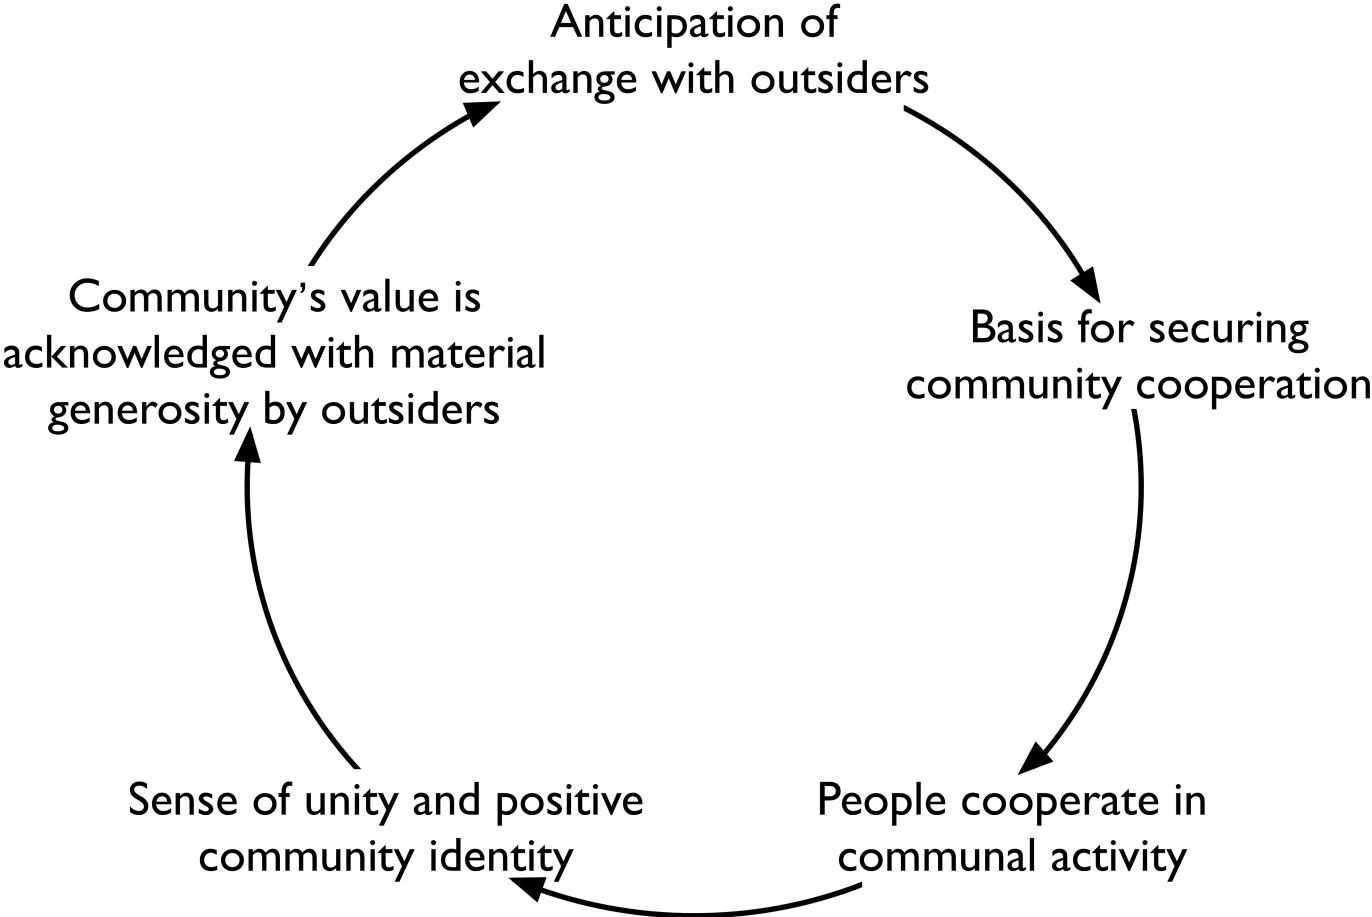 Anticipation of
exchange with outsiders
Basis for securing
community cooperation
People cooperate in
communal activity
Sense of unity and positive
community identity
Community’s value is
acknowledged with material
generosity by outsiders